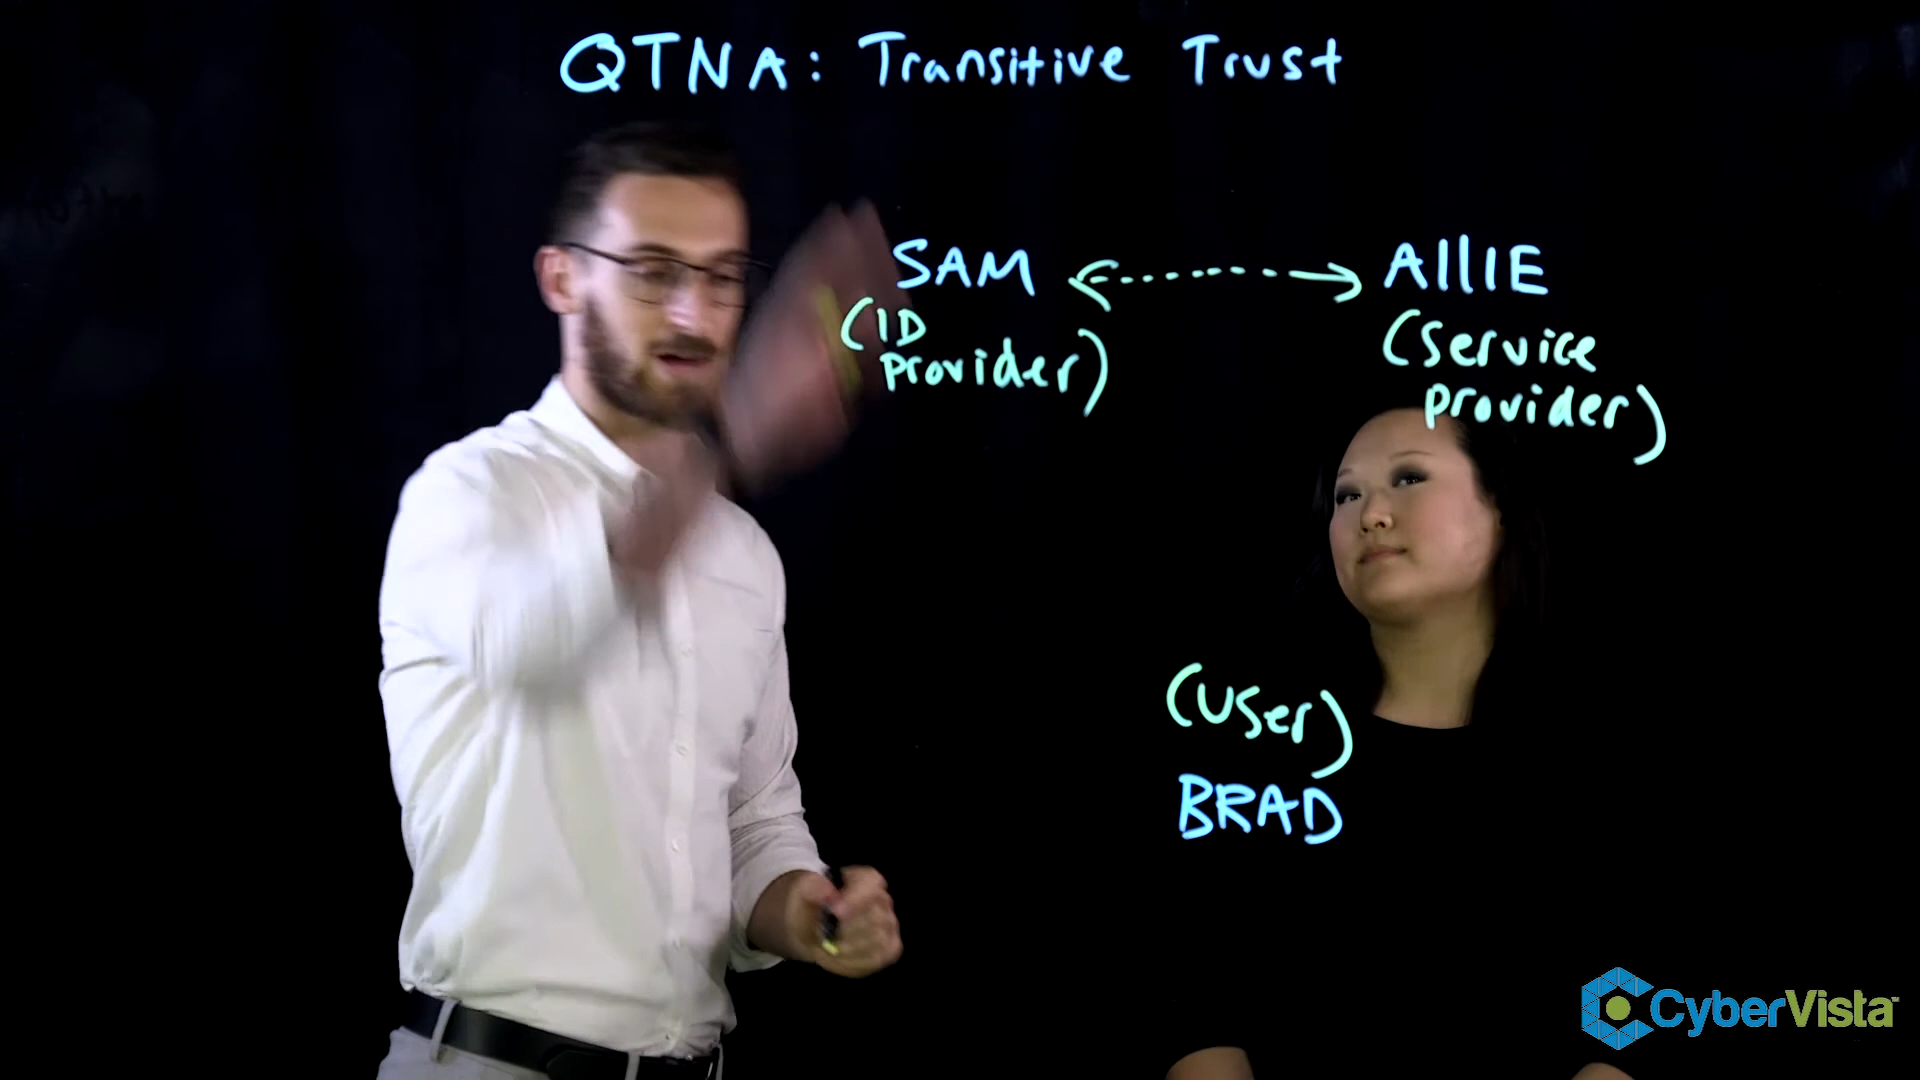 QTNA: Transitive Trust
SAM
AllIE
(ID
provider)
(service
provider)
(user)
BRAD
CyberVista